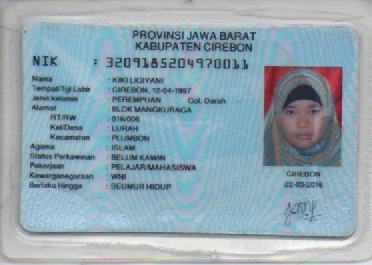 PROVINSI JAWA BARAT
KABUPATEN CIREBON
NIK : 3209185204970011
Nama : KIKI LIGIYANI
Tempat/Tgl Lahir : CIREBON, 12-04-1997
Jenis kelamin : PEREMPUAN Gol. Darah :-
Alamat : BLOK MANGKURAGA
RT/RW : 016/006
Kel/Desa : LURAH
Kecamatan : PLUMBON
Agama : ISLAM
Status Perkawinan : BELUM KAWIN
Pekerjaan : PELAJAR/MAHASISWA
Kewarganegaraan : WNI
Berlaku Hingga : SEUMUR HIDUP
CIREBON
22-03-2016